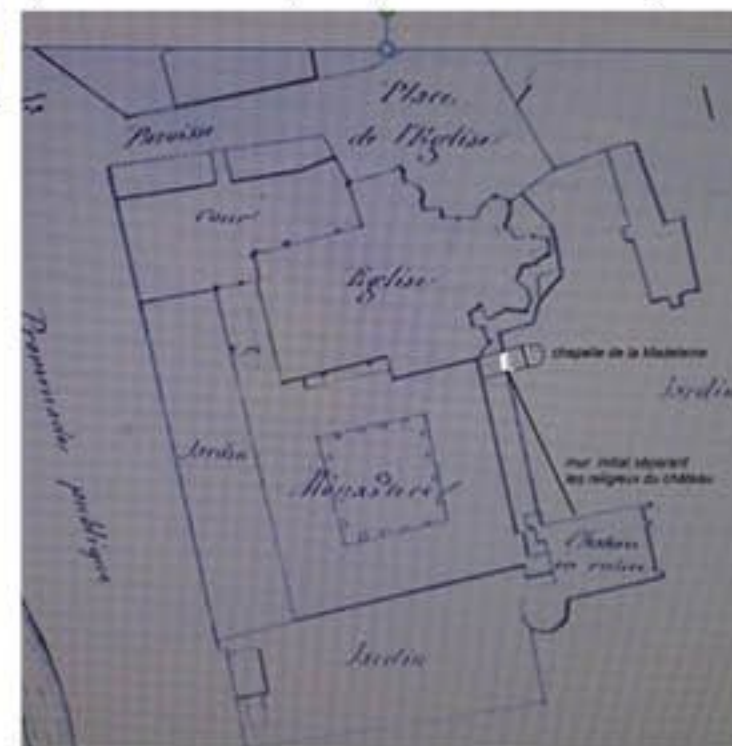 Place
de l'Eglise
Cour
Eglise
chapelle de la Madeleine
Jardin
mur initial séparant
les religieux du château
Jardin
Monastère
Promenade publique
Château
en ruines
Jardin